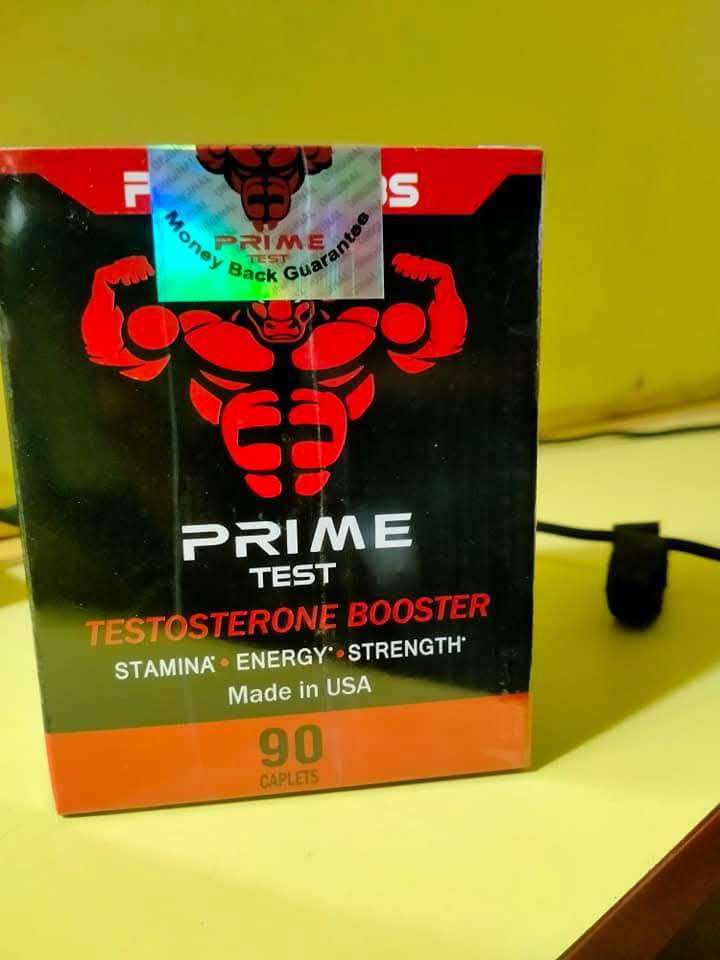 Money Back Guarantee
PRIME
TEST
PRIME
TEST
TESTOSTERONE BOOSTER
STAMINA* • ENERGY* • STRENGTH*
Made in USA
90
CAPLETS